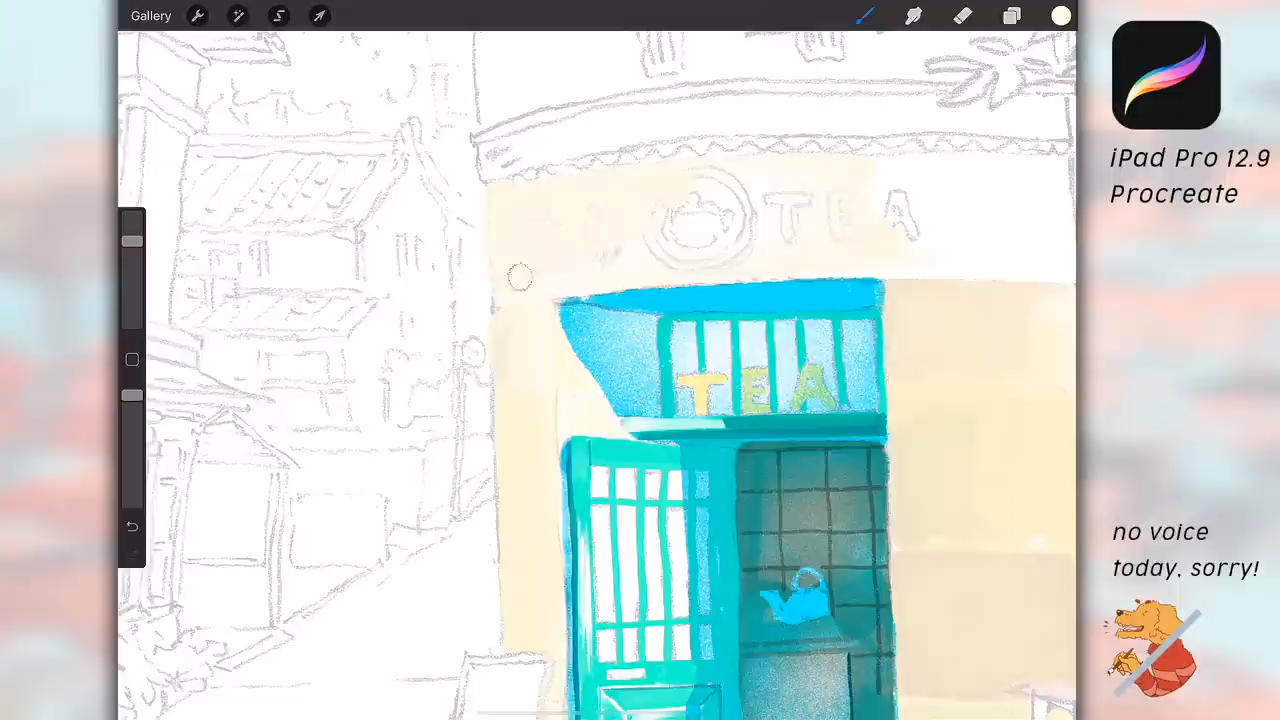 Gallery
iPad Pro 12.9
Procreate
TEA
TEA
no voice
today, sorry!